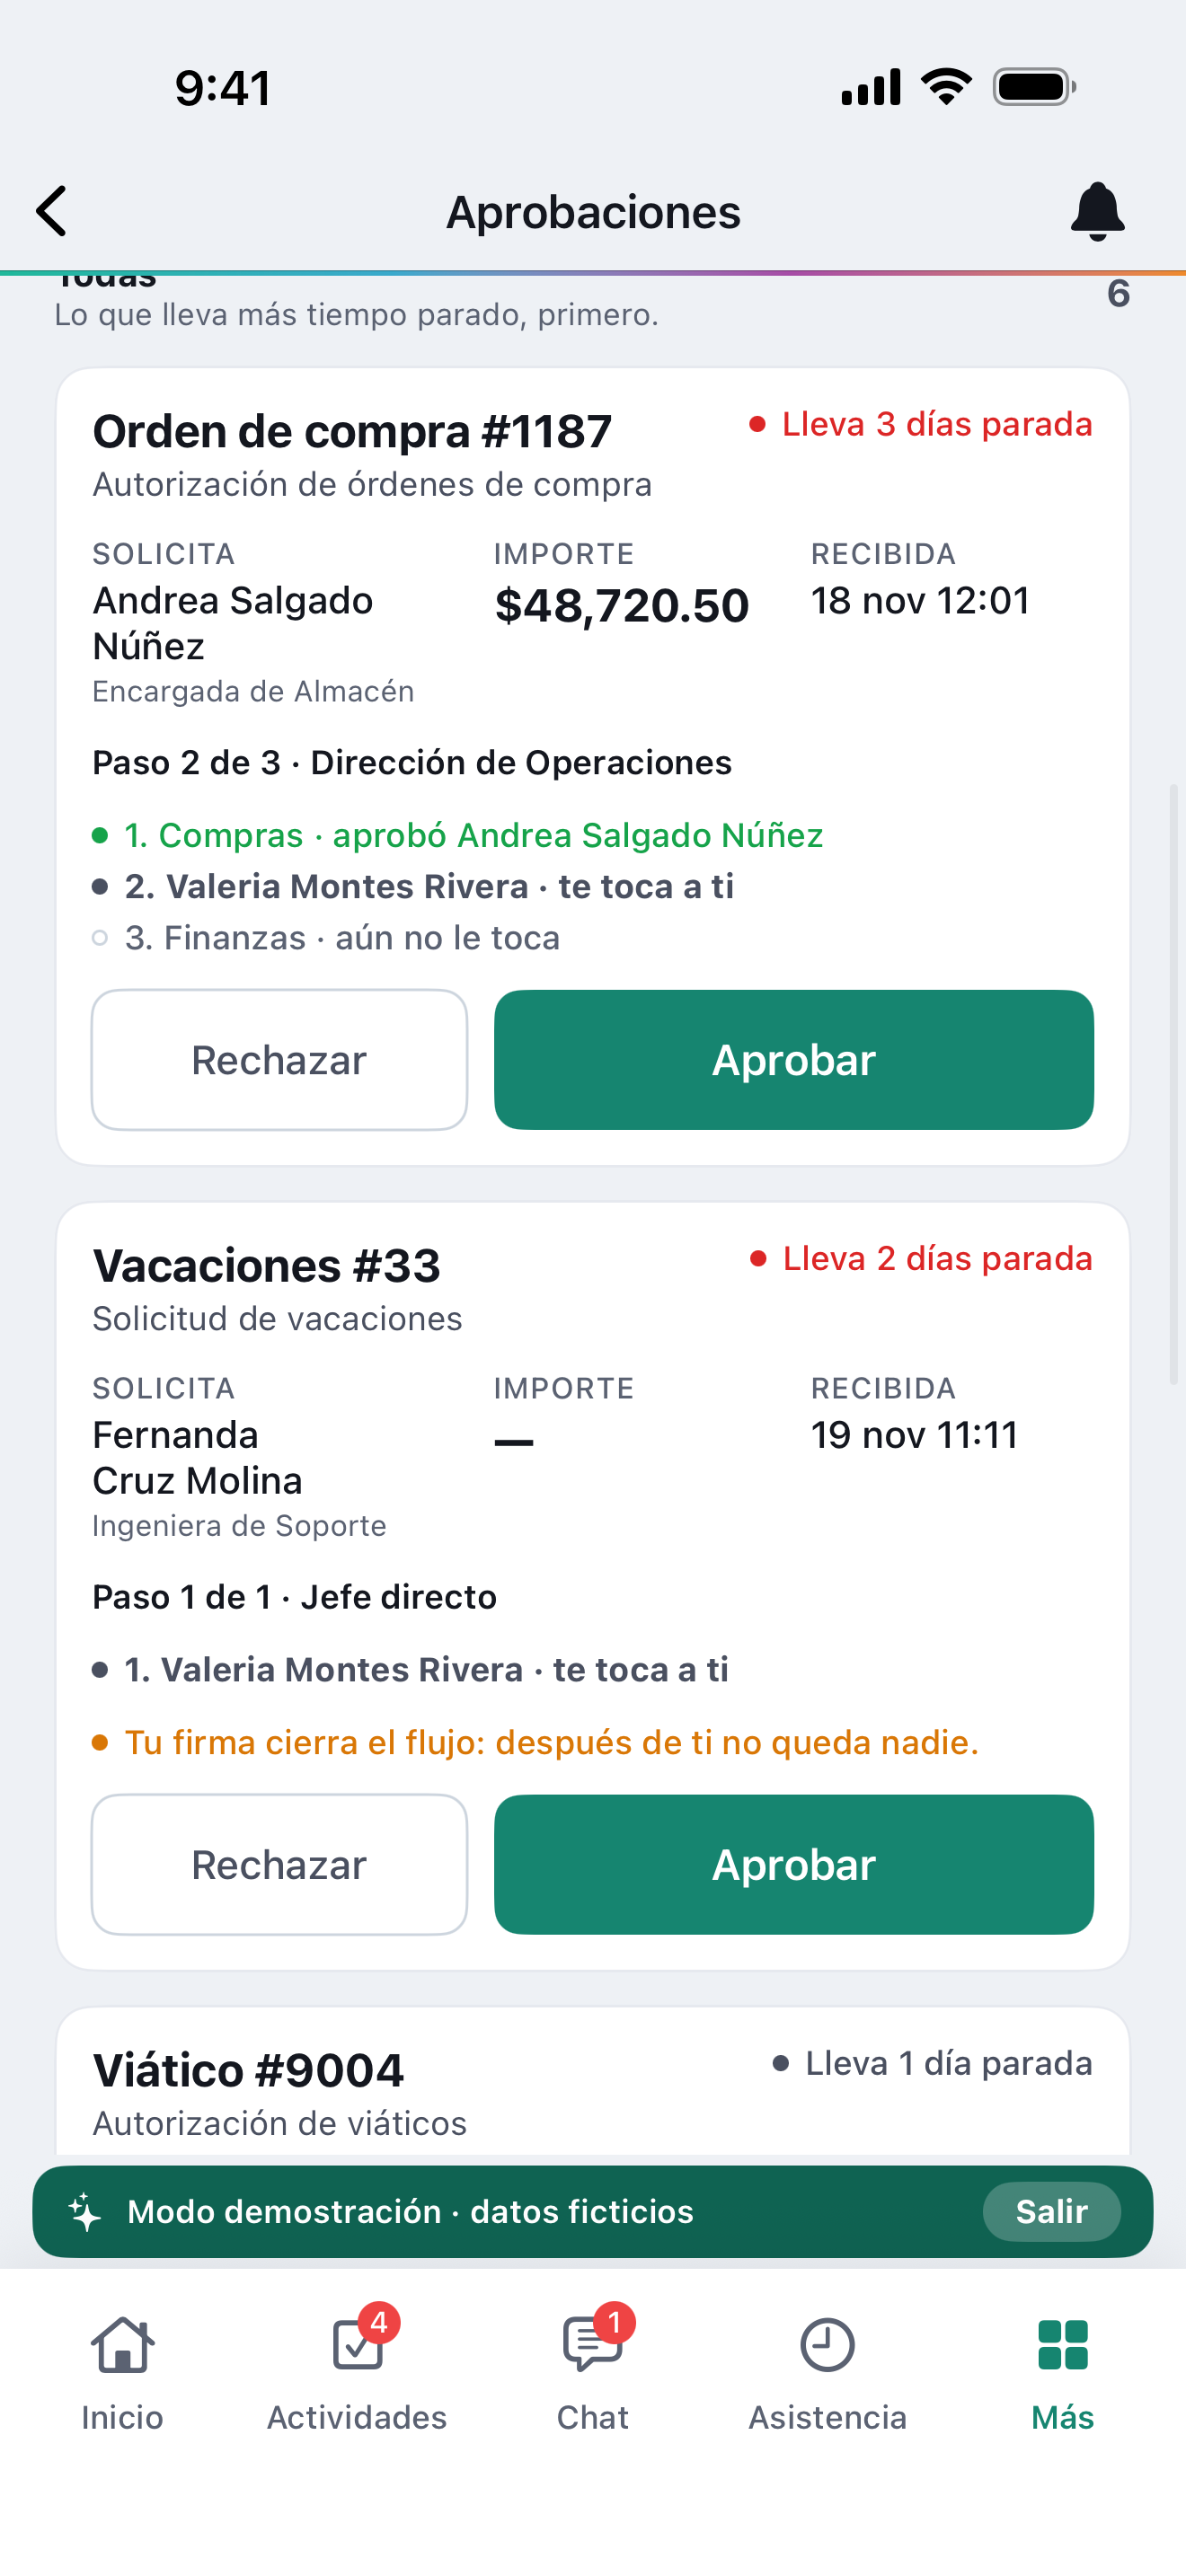 9:41
Aprobaciones
Todas
6
Lo que lleva más tiempo parado, primero.
Orden de compra #1187
Lleva 3 días parada
Autorización de órdenes de compra
SOLICITA
IMPORTE
RECIBIDA
Andrea Salgado
Núñez
$48,720.50
18 nov 12:01
Encargada de Almacén
Paso 2 de 3 · Dirección de Operaciones
1. Compras · aprobó Andrea Salgado Núñez
2. Valeria Montes Rivera · te toca a ti
3. Finanzas · aún no le toca
Rechazar
Aprobar
Vacaciones #33
Lleva 2 días parada
Solicitud de vacaciones
SOLICITA
IMPORTE
RECIBIDA
Fernanda
Cruz Molina
—
19 nov 11:11
Ingeniera de Soporte
Paso 1 de 1 · Jefe directo
1. Valeria Montes Rivera · te toca a ti
Tu firma cierra el flujo: después de ti no queda nadie.
Rechazar
Aprobar
Viático #9004
Lleva 1 día parada
Autorización de viáticos
Modo demostración · datos ficticios
Salir
4
1
Inicio
Actividades
Chat
Asistencia
Más